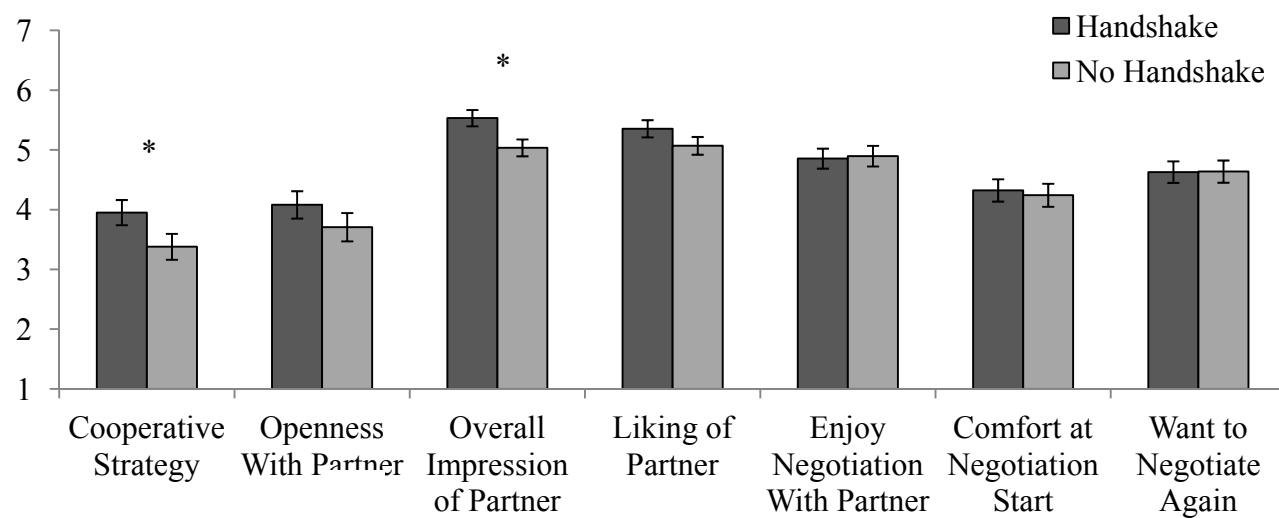 7
6
5
4
3
2
1
*
*
Handshake
No Handshake
Cooperative
Strategy
Openness
With Partner
Overall
Impression
of Partner
Liking of
Partner
Enjoy
Negotiation
With Partner
Comfort at
Negotiation
Start
Want to
Negotiate
Again